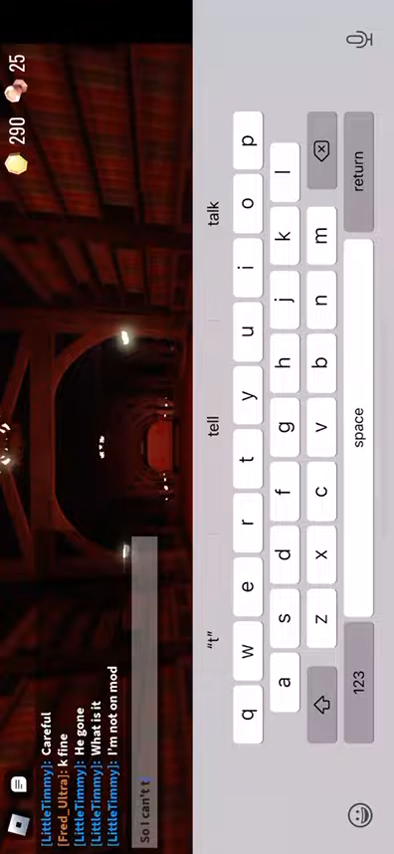 290 25
[LittleTimmy]: Careful
[Fred_Ultra]: k fine
[LittleTimmy]: He gone
[LittleTimmy]: What is it
[LittleTimmy]: I'm not on mod
So I can't t
"t" tell talk
q w e r t y u i o p
a s d f g h j k l
z x c v b n m
123 space return